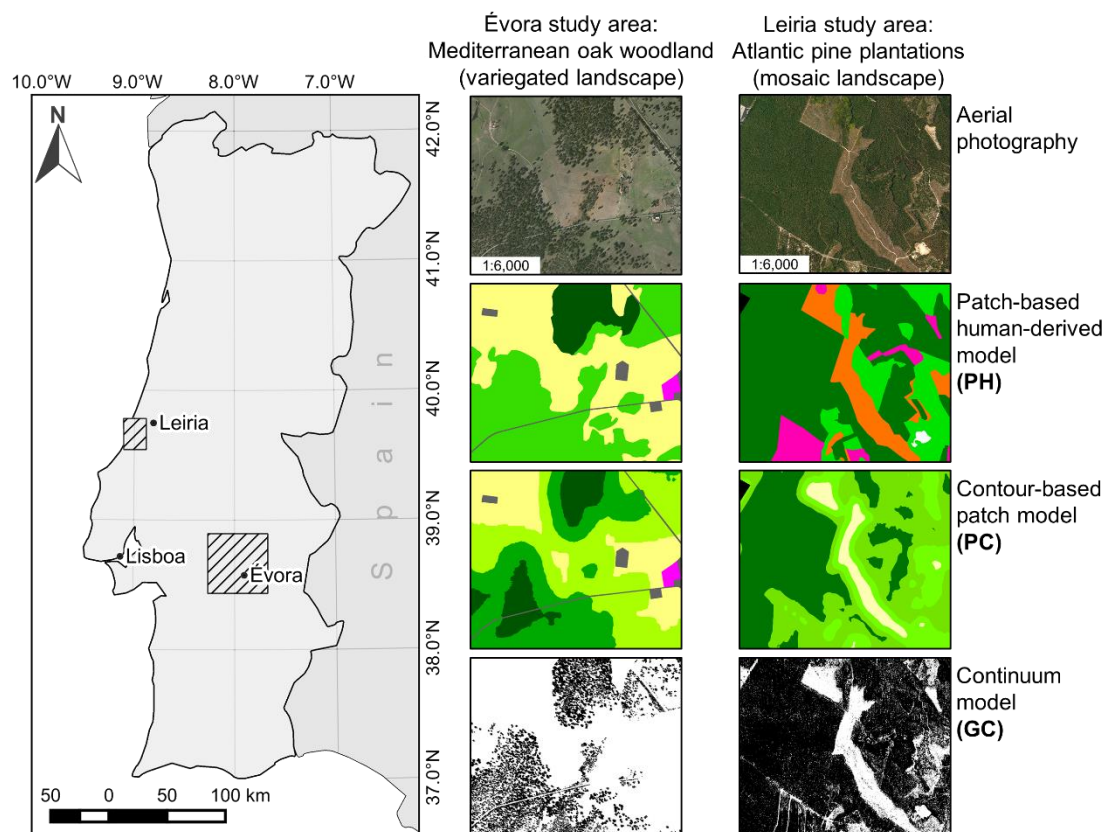 Évora study area:
Mediterranean oak woodland
(variegated landscape)
Leiria study area:
Atlantic pine plantations
(mosaic landscape)
10.0°W 9.0°W 8.0°W 7.0°W
N
42.0°N
41.0°N
40.0°N
39.0°N
38.0°N
37.0°N
Spain
Leiria
Lisboa
Évora
50 0 50 100 km
1:6,000
1:6,000
Aerial
photography
Patch-based
human-derived
model
(PH)
Contour-based
patch model
(PC)
Continuum
model
(GC)